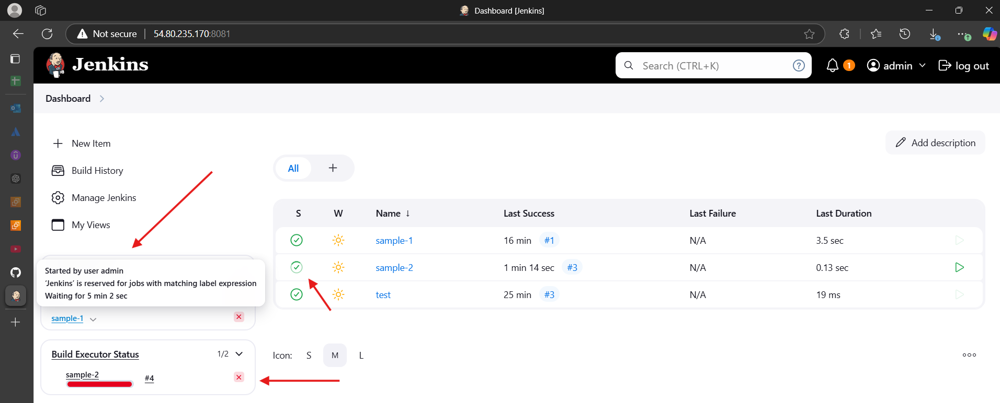 Dashboard [Jenkins]
Not secure 54.80.235.170:8081
Jenkins
Search (CTRL+K)
?
1
admin
log out
Dashboard
New Item
Build History
Manage Jenkins
My Views
Add description
All
S W Name ↓ Last Success Last Failure Last Duration
sample-1 16 min #1 N/A 3.5 sec
sample-2 1 min 14 sec #3 N/A 0.13 sec
test 25 min #3 N/A 19 ms
Started by user admin
‘Jenkins’ is reserved for jobs with matching label expression
Waiting for 5 min 2 sec
sample-1
Build Executor Status 1/2
sample-2 #4
Icon: S M L